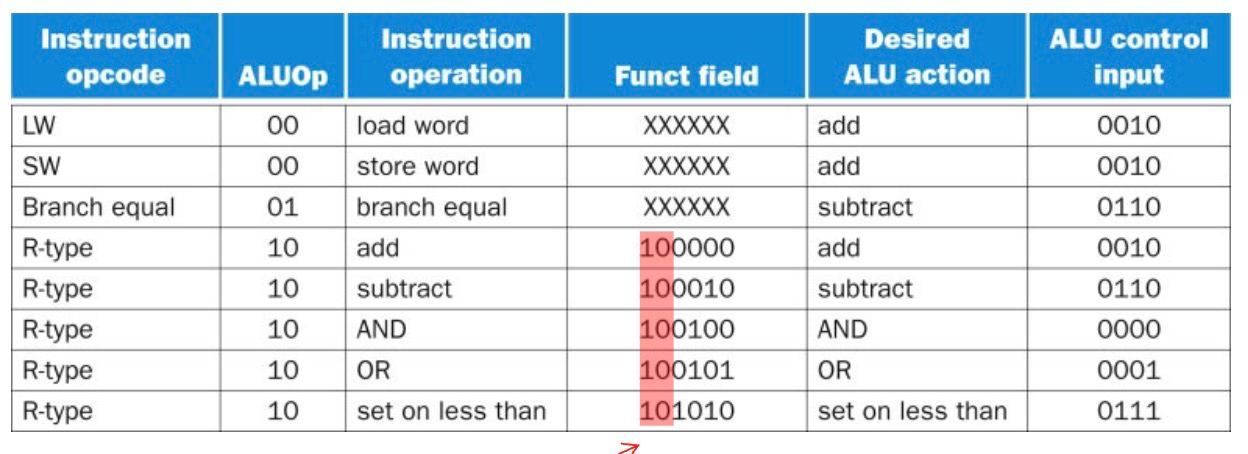 Instruction opcode ALUOp Instruction operation Funct field Desired ALU action ALU control input
LW 00 load word XXXXXX add 0010
SW 00 store word XXXXXX add 0010
Branch equal 01 branch equal XXXXXX subtract 0110
R-type 10 add 100000 add 0010
R-type 10 subtract 100010 subtract 0110
R-type 10 AND 100100 AND 0000
R-type 10 OR 100101 OR 0001
R-type 10 set on less than 101010 set on less than 0111